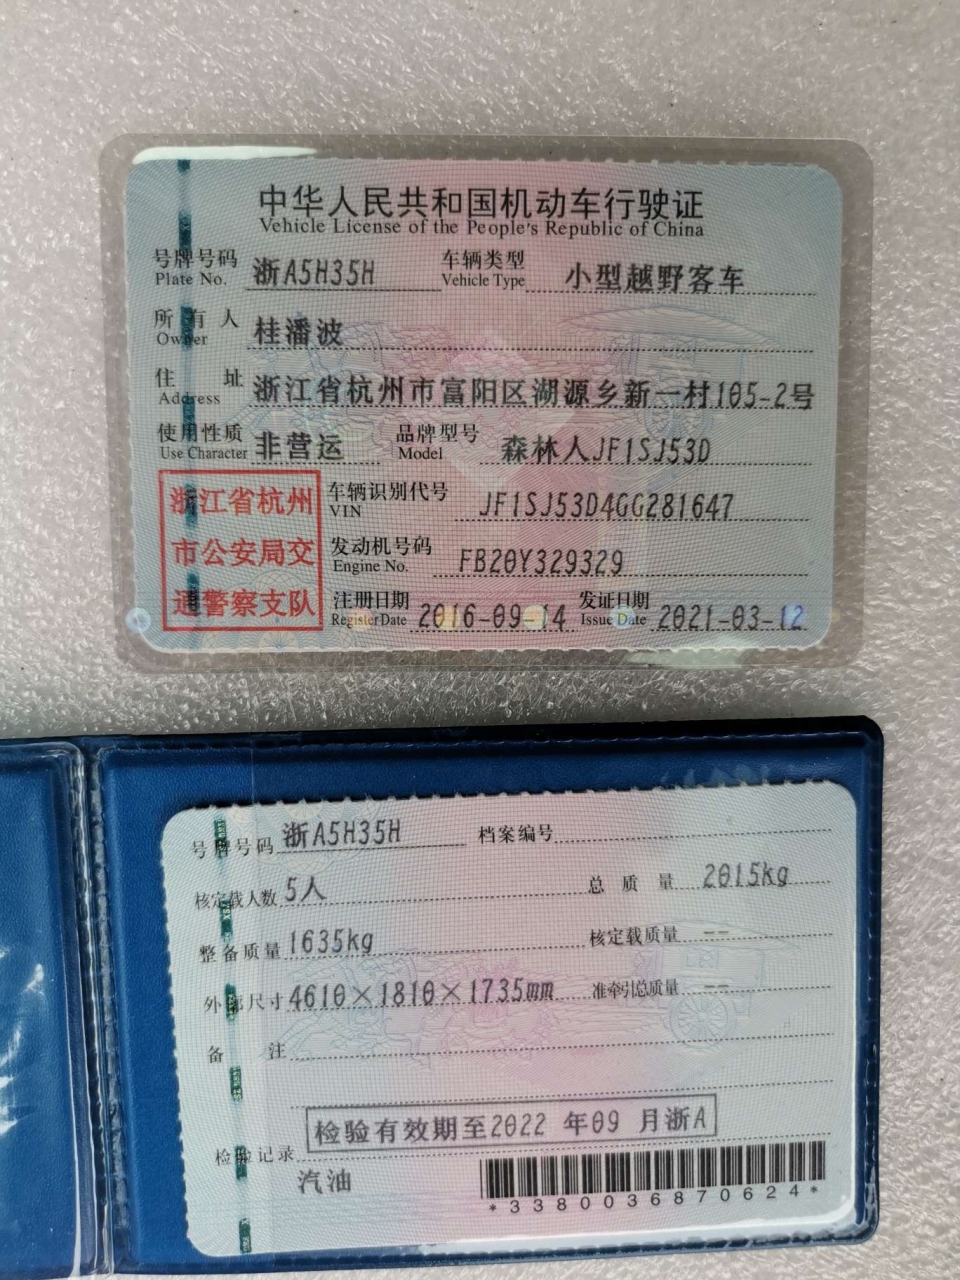 中华人民共和国机动车行驶证
Vehicle License of the People's Republic of China
号牌号码 Plate No. 浙A5H35H 车辆类型 Vehicle Type 小型越野客车
所有人 Owner 桂潘波
住址 Address 浙江省杭州市富阳区湖源乡新一村105-2号
使用性质 Use Character 非营运 品牌型号 Model 森林人JF1SJ53D
浙江省杭州市公安局交通警察支队
车辆识别代号 VIN JF1SJ53D4GG281647
发动机号码 Engine No. FB20Y329329
注册日期 Register Date 2016-09-14 发证日期 Issue Date 2021-03-12
号牌号码 浙A5H35H 档案编号
核定载人数 5人 总质量 2015kg
整备质量 1635kg 核定载质量 --
外部尺寸 4610×1810×1735mm 准牵引总质量 --
备注
检验有效期至2022 年09 月浙A
检验记录
汽油
*3380036870624*